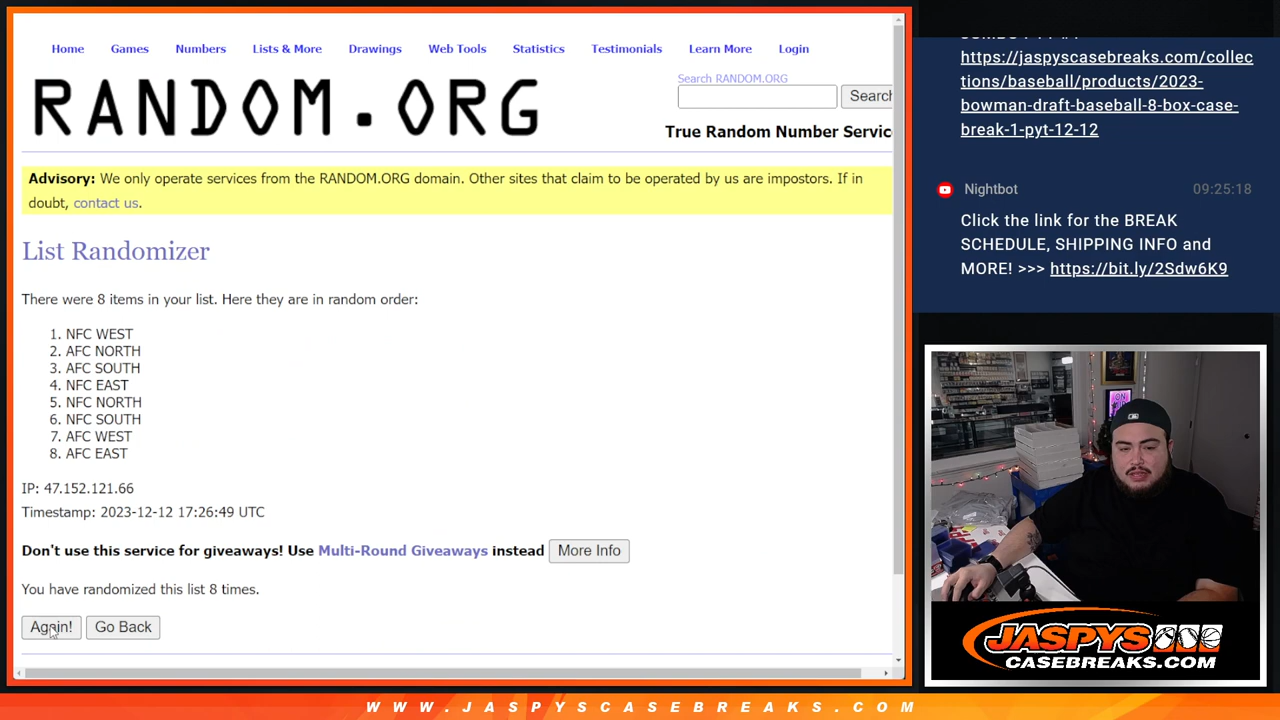 Home Games Numbers Lists & More Drawings Web Tools Statistics Testimonials Learn More Login
RANDOM.ORG
Search RANDOM.ORG
Search
True Random Number Servic
Advisory: We only operate services from the RANDOM.ORG domain. Other sites that claim to be operated by us are impostors. If in
doubt, contact us.
List Randomizer
There were 8 items in your list. Here they are in random order:
1. NFC WEST
2. AFC NORTH
3. AFC SOUTH
4. NFC EAST
5. NFC NORTH
6. NFC SOUTH
7. AFC WEST
8. AFC EAST
IP: 47.152.121.66
Timestamp: 2023-12-12 17:26:49 UTC
Don't use this service for giveaways! Use Multi-Round Giveaways instead More Info
You have randomized this list 8 times.
Again! Go Back
https://jaspyscasebreaks.com/collec
tions/baseball/products/2023-
bowman-draft-baseball-8-box-case-
break-1-pyt-12-12
Nightbot 09:25:18
Click the link for the BREAK
SCHEDULE, SHIPPING INFO and
MORE! >>> https://bit.ly/2Sdw6K9
JASPYS
CASEBREAKS.COM
WWW.JASPYSCASEBREAKS.COM